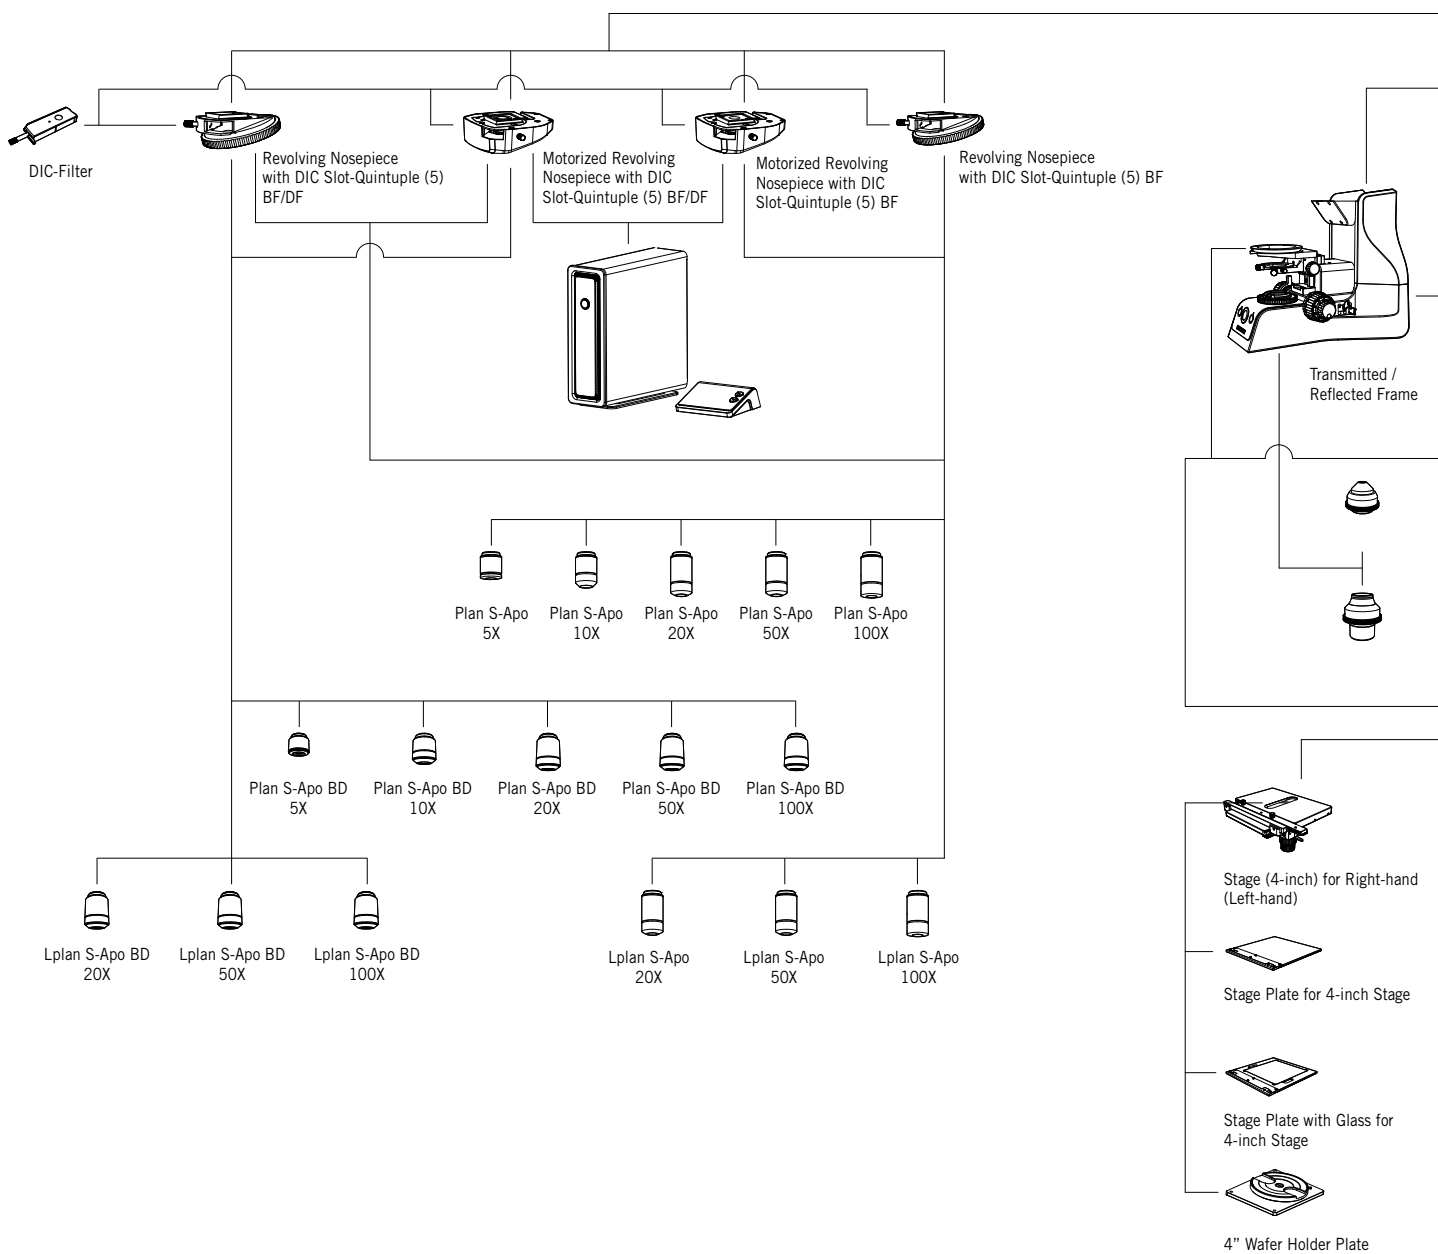 DIC-Filter
Revolving Nosepiece
with DIC Slot-Quintuple (5)
BF/DF
Motorized Revolving
Nosepiece with DIC
Slot-Quintuple (5) BF/DF
Motorized Revolving
Nosepiece with DIC
Slot-Quintuple (5) BF
Revolving Nosepiece
with DIC Slot-Quintuple (5) BF
Transmitted /
Reflected Frame
Plan S-Apo
5X
Plan S-Apo
10X
Plan S-Apo
20X
Plan S-Apo
50X
Plan S-Apo
100X
Plan S-Apo BD
5X
Plan S-Apo BD
10X
Plan S-Apo BD
20X
Plan S-Apo BD
50X
Plan S-Apo BD
100X
Lplan S-Apo BD
20X
Lplan S-Apo BD
50X
Lplan S-Apo BD
100X
Lplan S-Apo
20X
Lplan S-Apo
50X
Lplan S-Apo
100X
Stage (4-inch) for Right-hand
(Left-hand)
Stage Plate for 4-inch Stage
Stage Plate with Glass for
4-inch Stage
4” Wafer Holder Plate